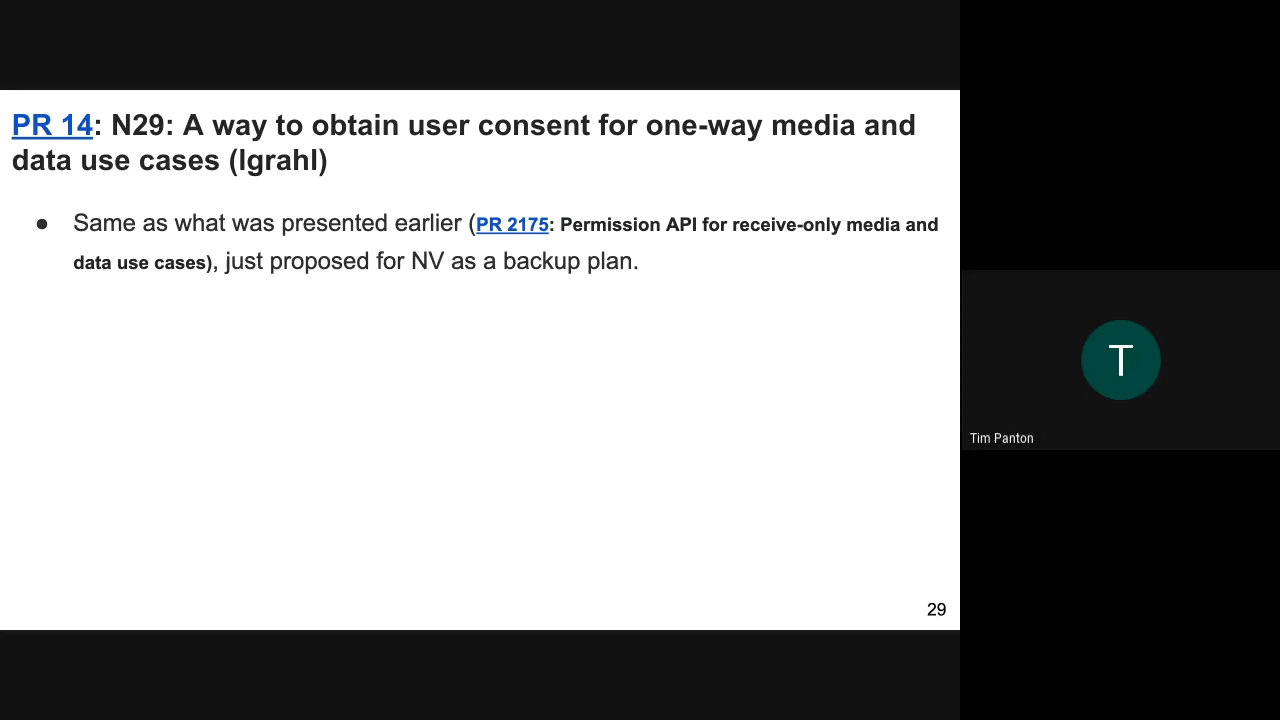 PR 14: N29: A way to obtain user consent for one-way media and
data use cases (lgrahl)
● Same as what was presented earlier (PR 2175: Permission API for receive-only media and
data use cases), just proposed for NV as a backup plan.
29
T
Tim Panton